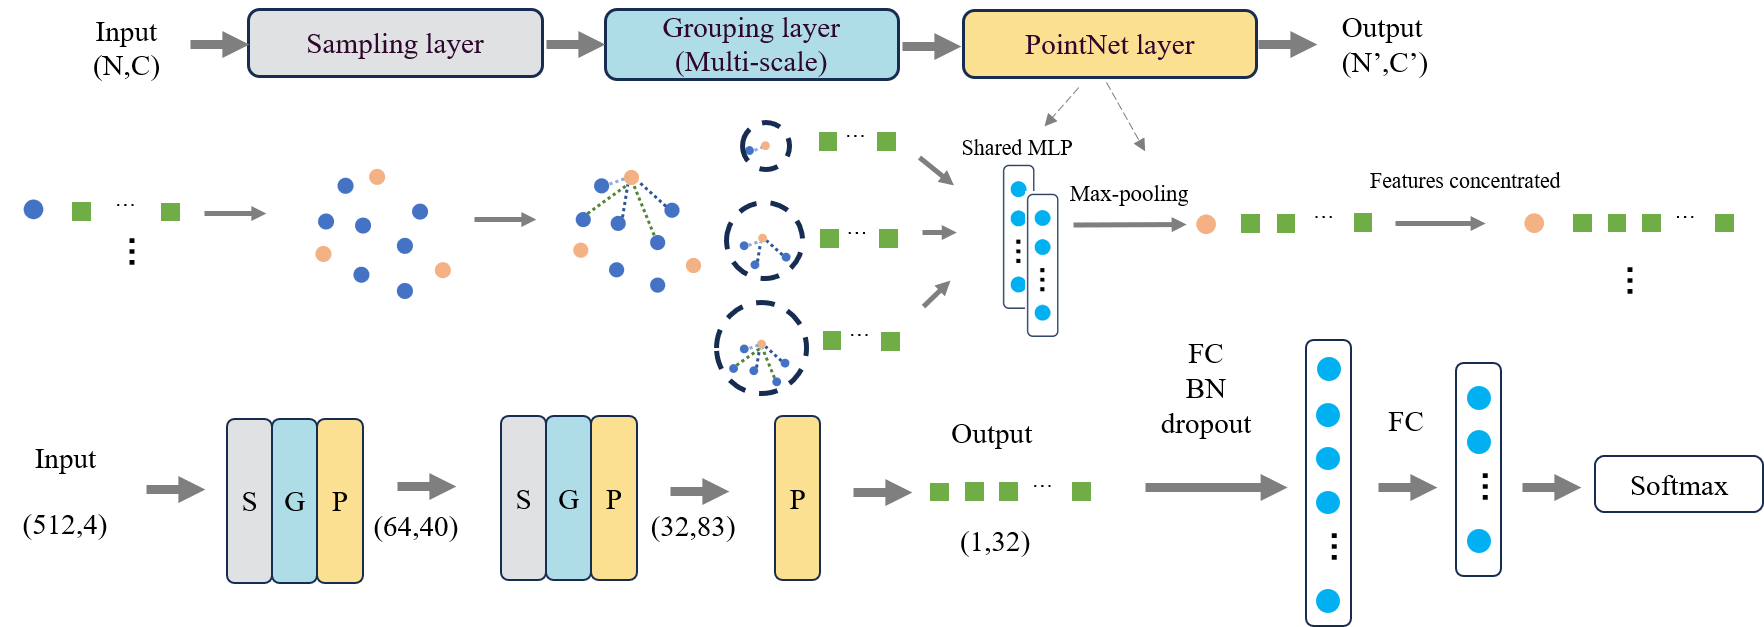 Input
(N,C)
Sampling layer
Grouping layer
(Multi-scale)
PointNet layer
Output
(N’,C’)
Shared MLP
Max-pooling
Features concentrated
...
...
...
...
...
...
FC
BN
dropout
Input
(512,4)
S G P
(64,40)
S G P
(32,83)
P
Output
...
(1,32)
FC
Softmax